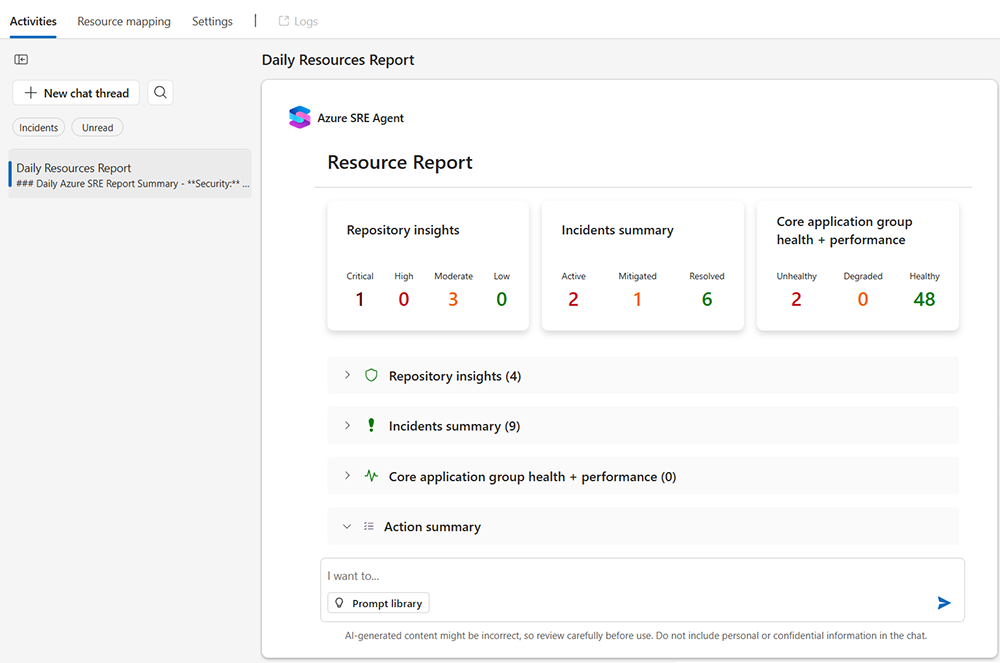 Activities Resource mapping Settings | Logs
Daily Resources Report
New chat thread
Incidents Unread
Daily Resources Report
### Daily Azure SRE Report Summary - **Security:** ...
Azure SRE Agent
Resource Report
Repository insights
Critical High Moderate Low
1 0 3 0
Incidents summary
Active Mitigated Resolved
2 1 6
Core application group
health + performance
Unhealthy Degraded Healthy
2 0 48
Repository insights (4)
Incidents summary (9)
Core application group health + performance (0)
Action summary
I want to...
Prompt library
AI-generated content might be incorrect, so review carefully before use. Do not include personal or confidential information in the chat.